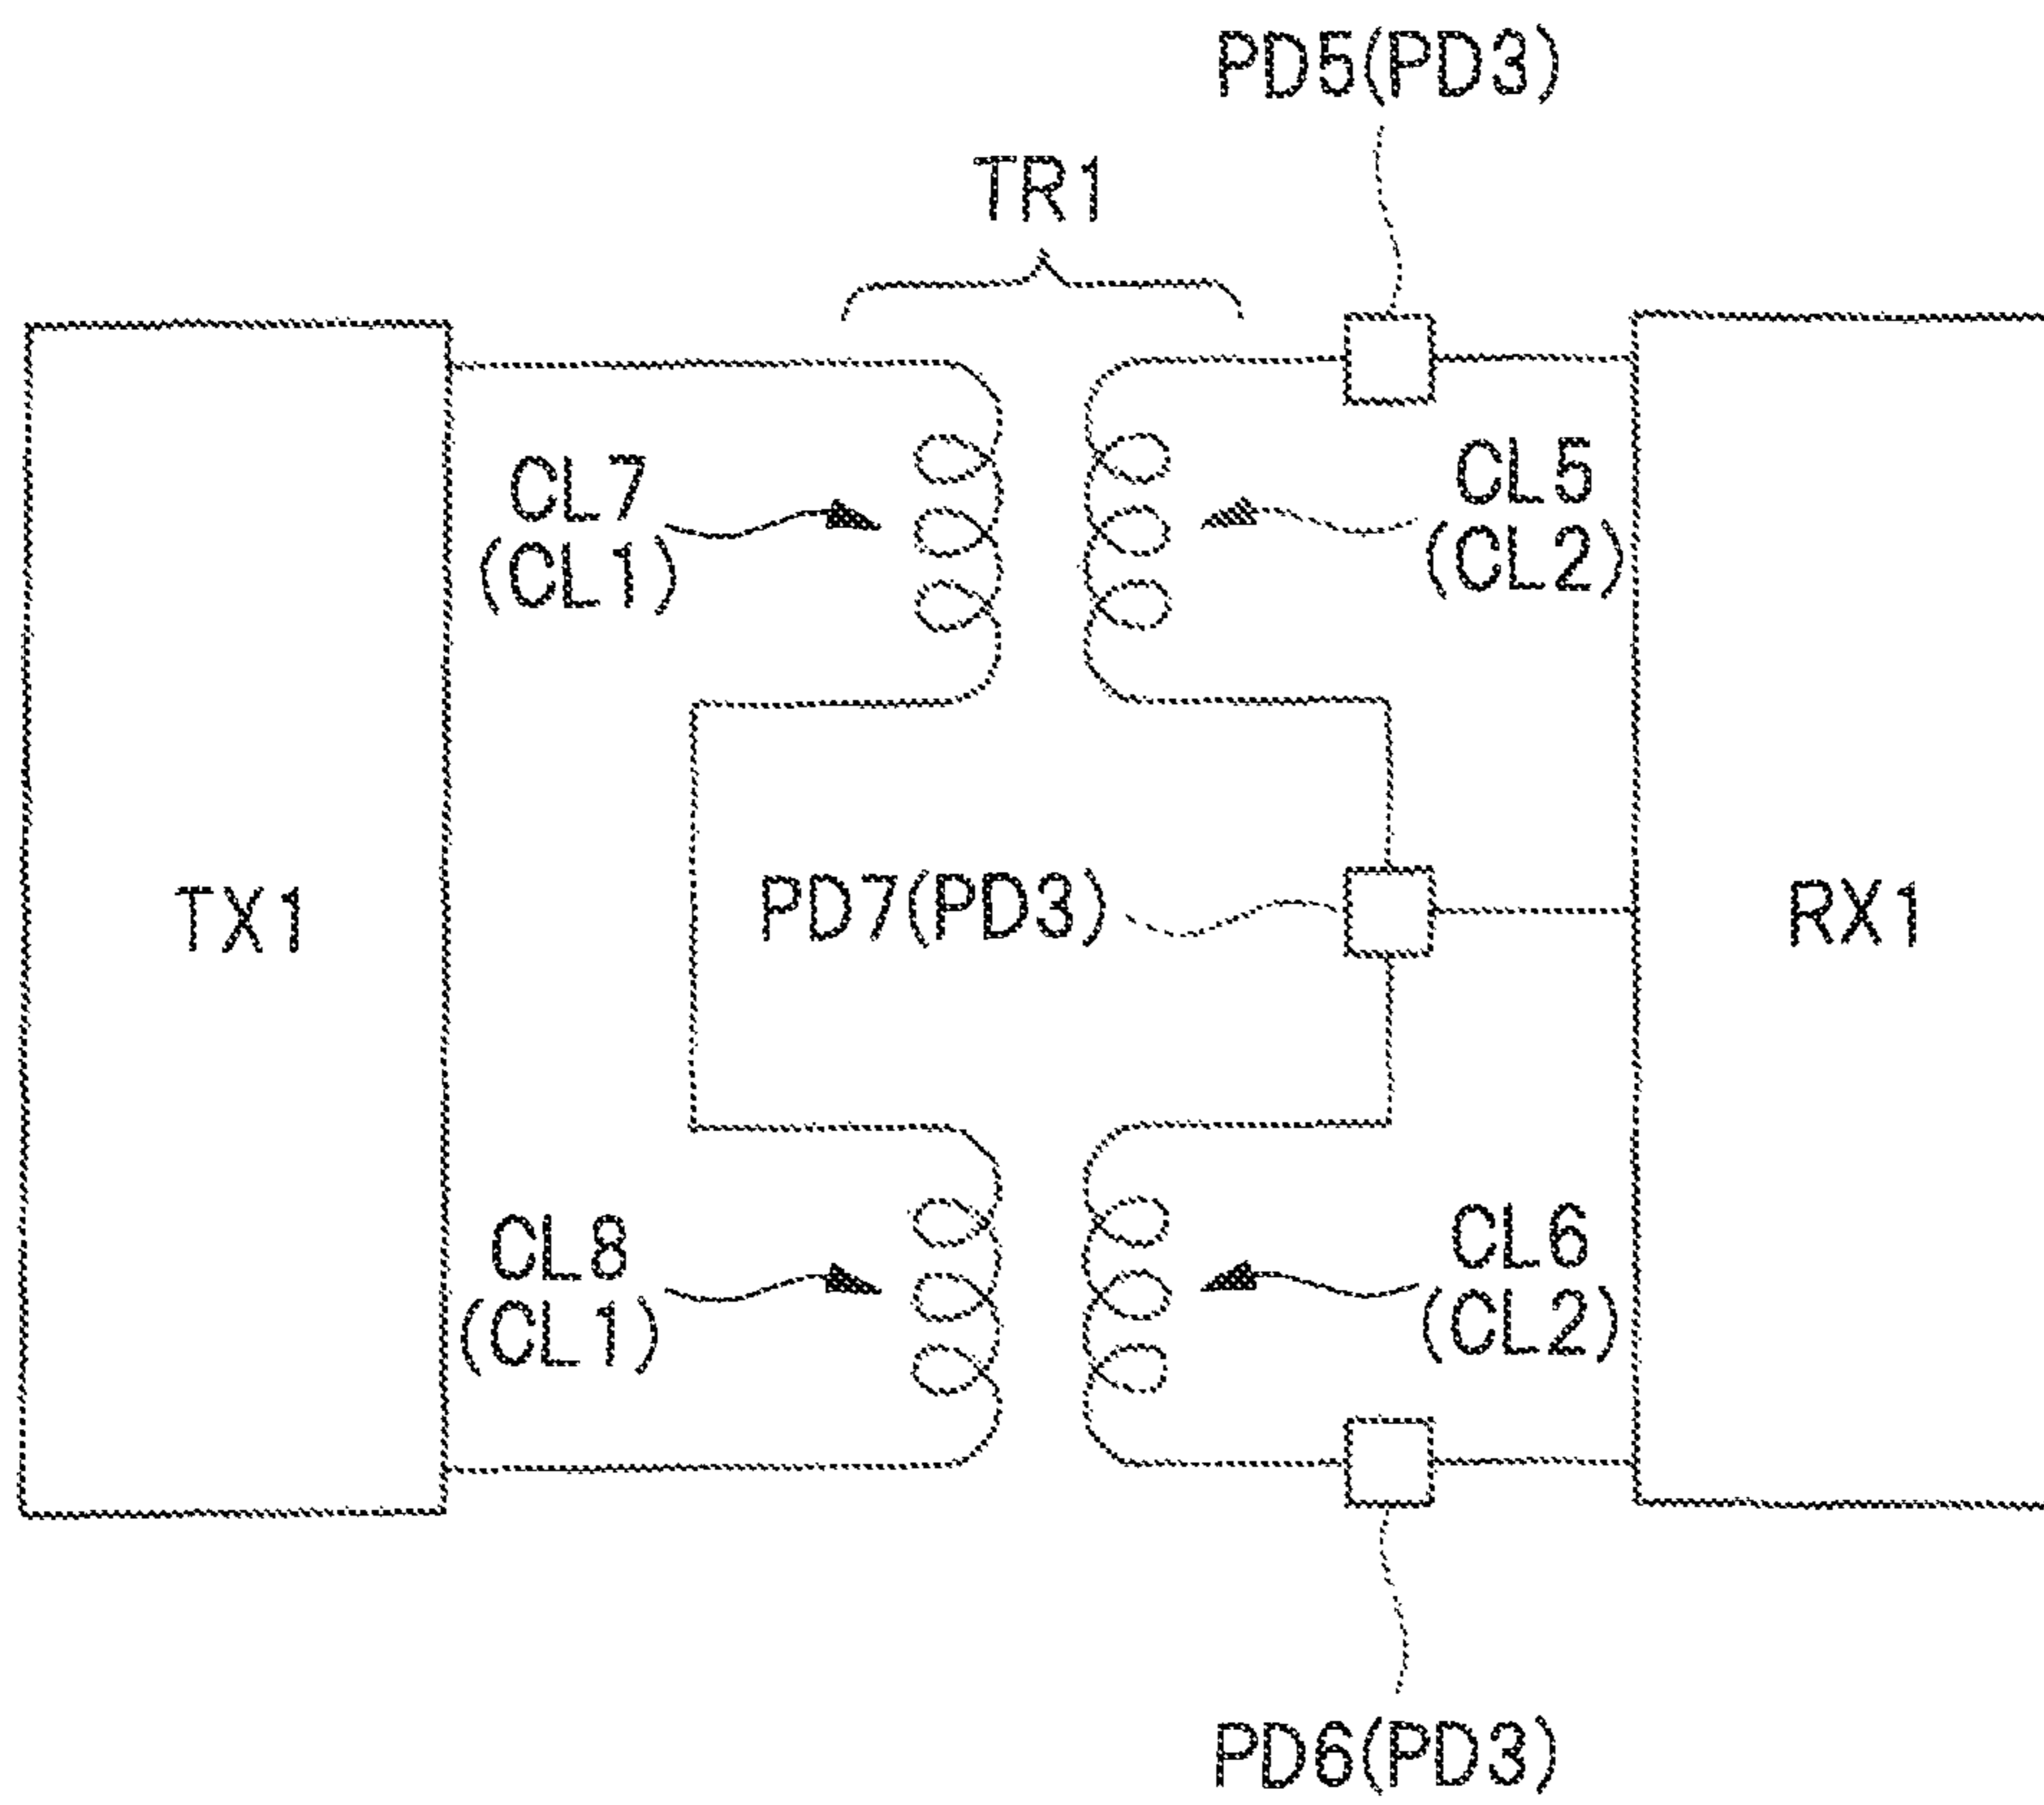 PD5(PD3)
TR1
CL7
(CL1)
CL5
(CL2)
TX1
PD7(PD3)
RX1
CL8
(CL1)
CL6
(CL2)
PD6(PD3)